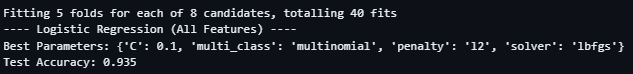 Fitting 5 folds for each of 8 candidates, totalling 40 fits
---- Logistic Regression (All Features) ----
Best Parameters: {'C': 0.1, 'multi_class': 'multinomial', 'penalty': 'l2', 'solver': 'lbfgs'}
Test Accuracy: 0.935